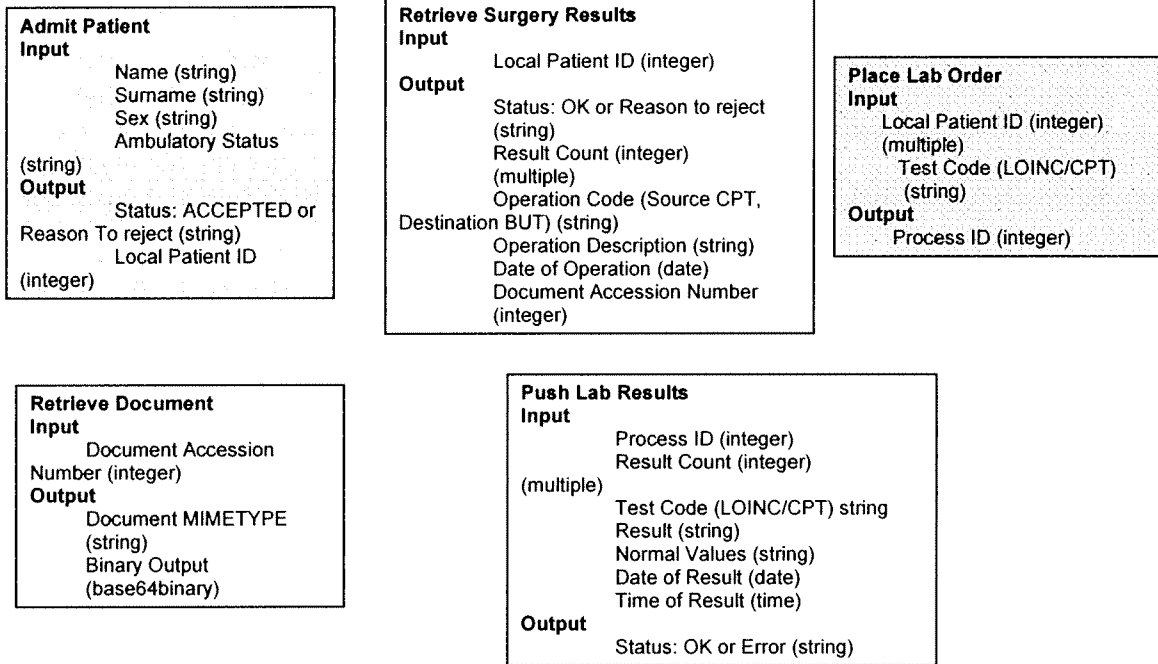 Admit Patient
Input
Name (string)
Surname (string)
Sex (string)
Ambulatory Status
(string)
Output
Status: ACCEPTED or
Reason To reject (string)
Local Patient ID
(integer)
Retrieve Surgery Results
Input
Local Patient ID (integer)
Output
Status: OK or Reason to reject
(string)
Result Count (integer)
(multiple)
Operation Code (Source CPT,
Destination BUT) (string)
Operation Description (string)
Date of Operation (date)
Document Accession Number
(integer)
Place Lab Order
Input
Local Patient ID (integer)
(multiple)
Test Code (LOINC/CPT)
(string)
Output
Process ID (integer)
Retrieve Document
Input
Document Accession
Number (integer)
Output
Document MIMETYPE
(string)
Binary Output
(base64binary)
Push Lab Results
Input
Process ID (integer)
Result Count (integer)
(multiple)
Test Code (LOINC/CPT) string
Result (string)
Normal Values (string)
Date of Result (date)
Time of Result (time)
Output
Status: OK or Error (string)